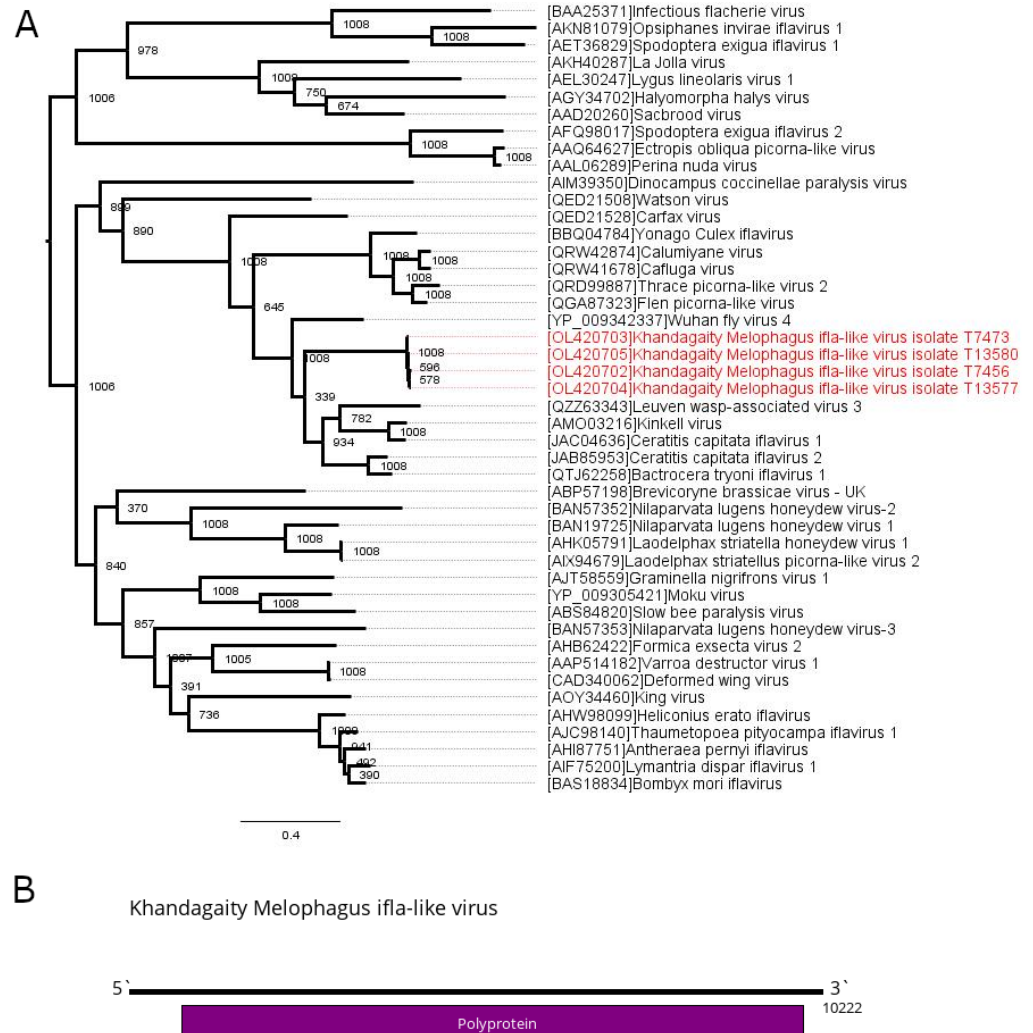 A
[BAA25371]Infectious flacherie virus
[AKN81079]Opsiphanes invirae iflavirus 1
[AET36829]Spodoptera exigua iflavirus 1
[AKH40287]La Jolla virus
[AEL30247]Lygus lineolaris virus 1
[AGY34702]Halyomorpha halys virus
[AAD20260]Sacbrood virus
[AFQ98017]Spodoptera exigua iflavirus 2
[AAQ64627]Ectropis obliqua picorna-like virus
[AAL06289]Perina nuda virus
[AIM39350]Dinocampus coccinellae paralysis virus
[QED21508]Watson virus
[QED21528]Carfax virus
[BBQ04784]Yonago Culex iflavirus
[QRW42874]Calumiyane virus
[QRW41678]Cafluga virus
[QRD99887]Thrace picorna-like virus 2
[QGA87323]Flen picorna-like virus
[YP_009342337]Wuhan fly virus 4
[OL420703]Khandagaity Melophagus ifla-like virus isolate T7473
[OL420705]Khandagaity Melophagus ifla-like virus isolate T13580
[OL420702]Khandagaity Melophagus ifla-like virus isolate T7456
[OL420704]Khandagaity Melophagus ifla-like virus isolate T13577
[QZZ63343]Leuven wasp-associated virus 3
[AMO03216]Kinkell virus
[JAC04636]Ceratitis capitata iflavirus 1
[JAB85953]Ceratitis capitata iflavirus 2
[QTJ62258]Bactrocera tryoni iflavirus 1
[ABP57198]Brevicoryne brassicae virus - UK
[BAN57352]Nilaparvata lugens honeydew virus-2
[BAN19725]Nilaparvata lugens honeydew virus 1
[AHK05791]Laodelphax striatella honeydew virus 1
[AIX94679]Laodelphax striatellus picorna-like virus 2
[AJT58559]Graminella nigrifrons virus 1
[YP_009305421]Moku virus
[ABS84820]Slow bee paralysis virus
[BAN57353]Nilaparvata lugens honeydew virus-3
[AHB62422]Formica exsecta virus 2
[AAP514182]Varroa destructor virus 1
[CAD340062]Deformed wing virus
[AOY34460]King virus
[AHW98099]Heliconius erato iflavirus
[AJC98140]Thaumetopoea pityocampa iflavirus 1
[AHI87751]Antheraea pernyi iflavirus
[AIF75200]Lymantria dispar iflavirus 1
[BAS18834]Bombyx mori iflavirus
1008
1008
978
1008
750
674
1006
1008
1008
899
890
1008
1008
1008
1008
1008
645
1008
1008
596
578
339
782
1008
934
1008
1006
370
1008
1008
1008
840
1008
1008
857
1005
1008
391
736
941
492
390
0.4
B
Khandagaity Melophagus ifla-like virus
5`
3`
10222
Polyprotein